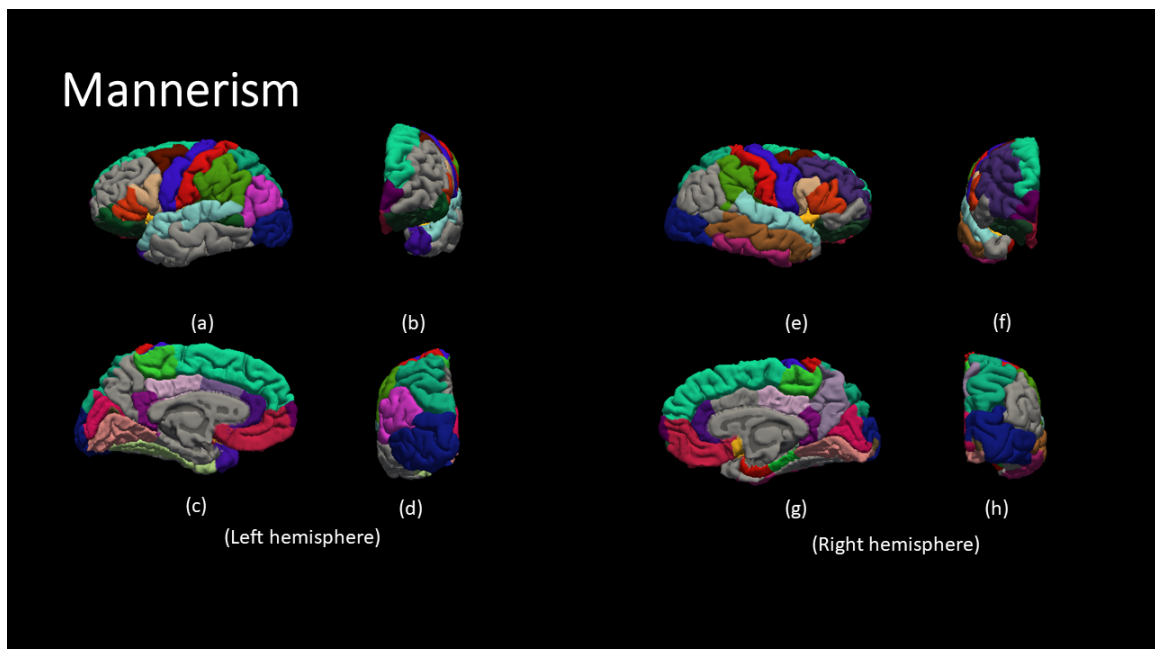 Mannerism
(a)
(b)
(e)
(f)
(c)
(d)
(g)
(h)
(Left hemisphere)
(Right hemisphere)